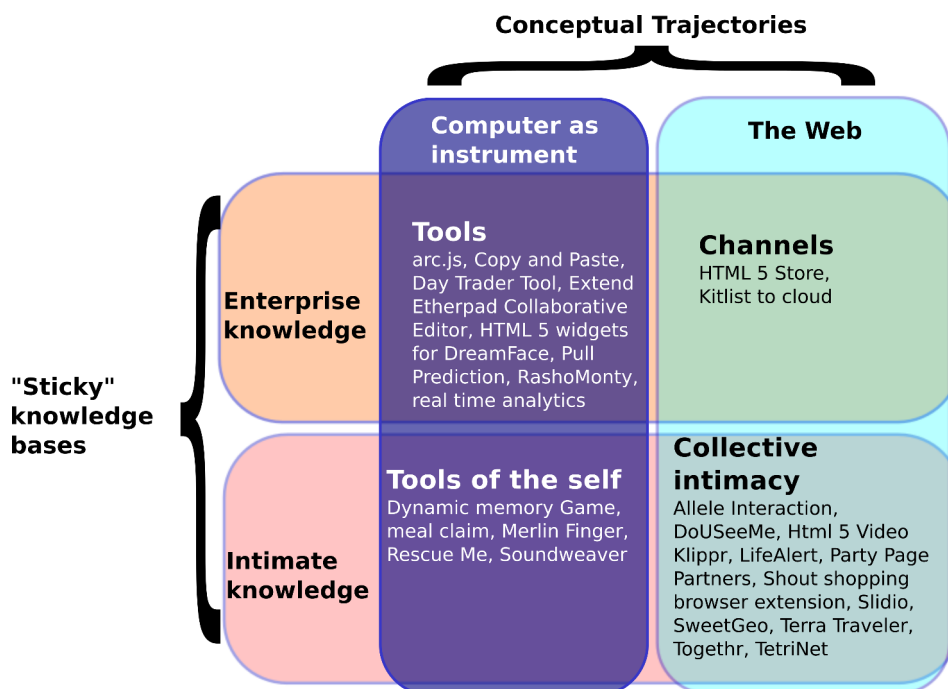 Conceptual Trajectories
Computer as
instrument
The Web
"Sticky"
knowledge
bases
Enterprise
knowledge
Tools
arc.js, Copy and Paste,
Day Trader Tool, Extend
Etherpad Collaborative
Editor, HTML 5 widgets
for DreamFace, Pull
Prediction, RashoMonty,
real time analytics
Channels
HTML 5 Store,
Kitlist to cloud
Intimate
knowledge
Tools of the self
Dynamic memory Game,
meal claim, Merlin Finger,
Rescue Me, Soundweaver
Collective
intimacy
Allele Interaction,
DoUSeeMe, Html 5 Video
Klippr, LifeAlert, Party Page
Partners, Shout shopping
browser extension, Slidio,
SweetGeo, Terra Traveler,
Togethr, TetriNet